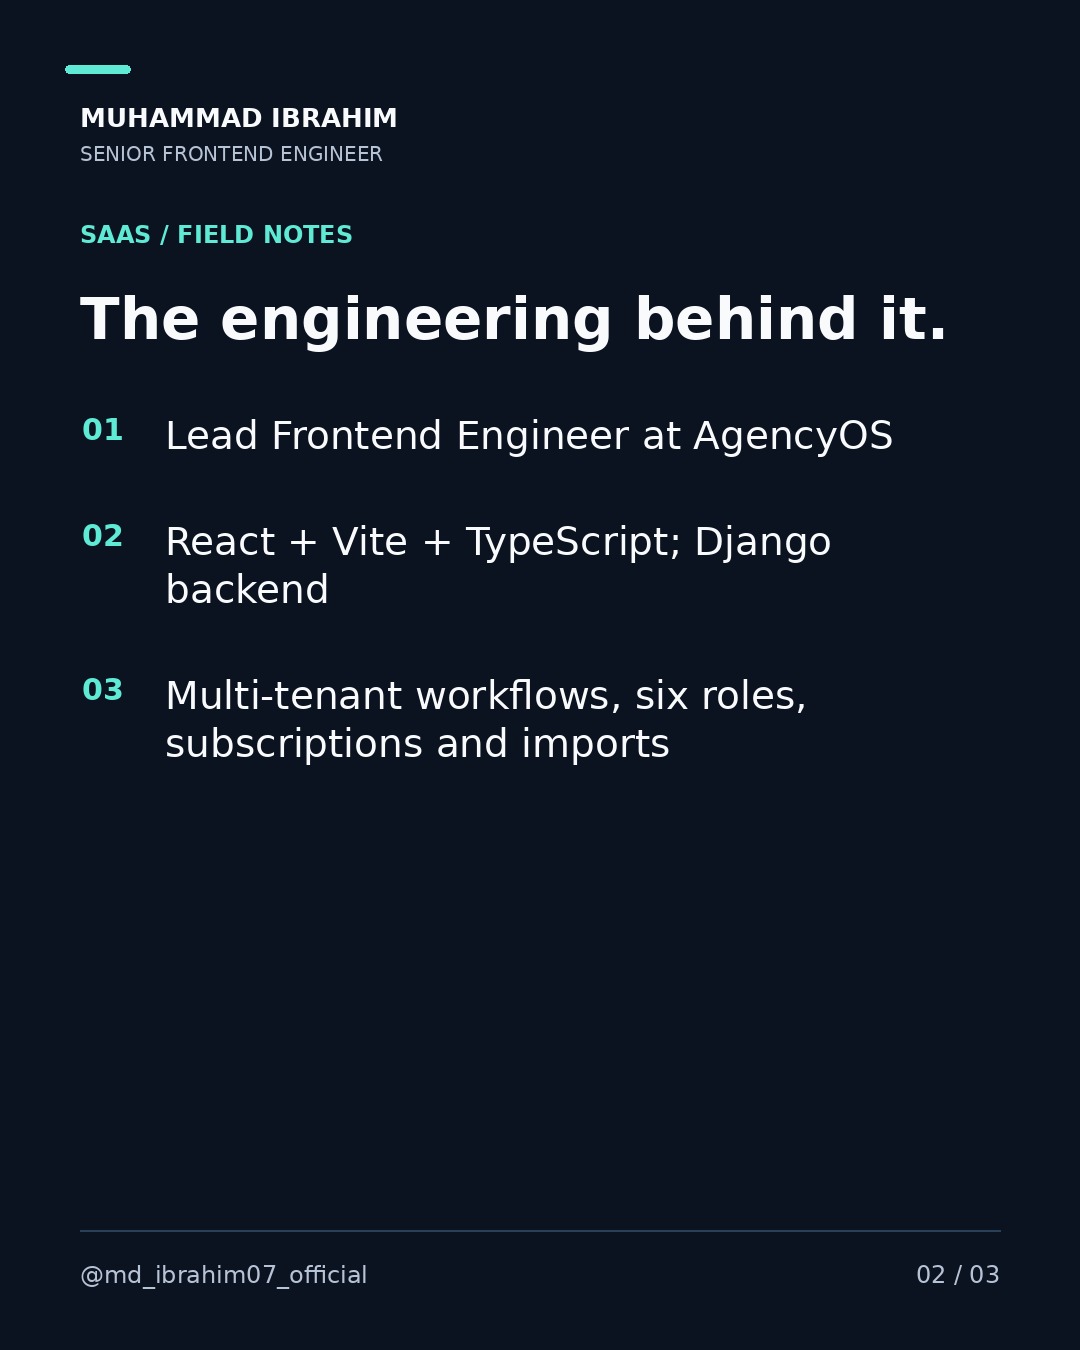 MUHAMMAD IBRAHIM
SENIOR FRONTEND ENGINEER
SAAS / FIELD NOTES
The engineering behind it.
01 Lead Frontend Engineer at AgencyOS
02 React + Vite + TypeScript; Django
backend
03 Multi-tenant workflows, six roles,
subscriptions and imports
@md_ibrahim07_official 02 / 03